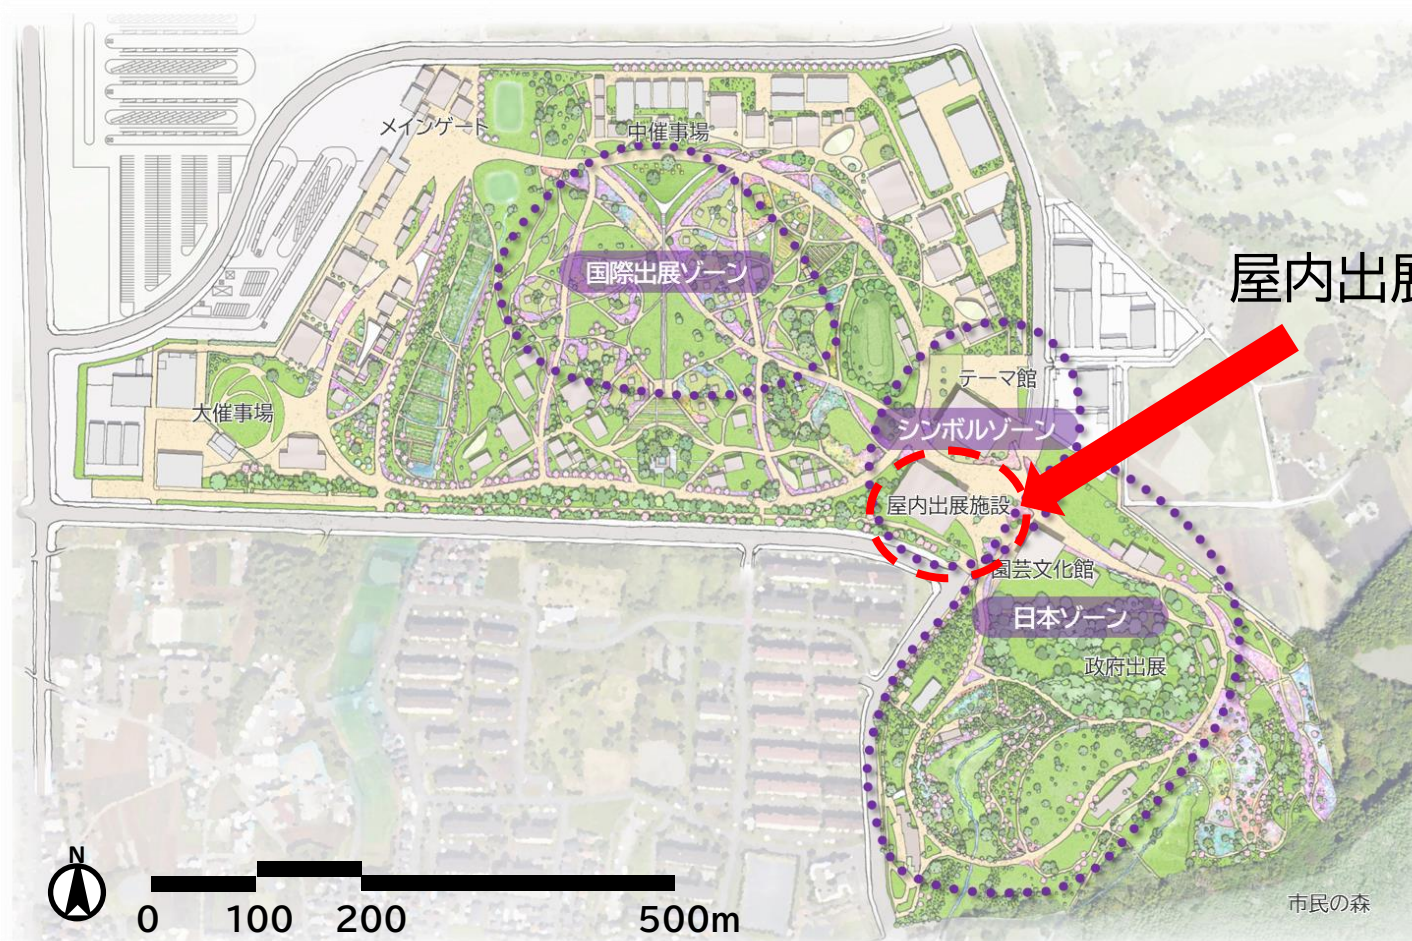 メインゲート
中催事場
国際出展ゾーン
屋内出展
テーマ館
大催事場
シンボルゾーン
屋内出展施設
園芸文化館
日本ゾーン
政府出展
市民の森
N
0 100 200 500m